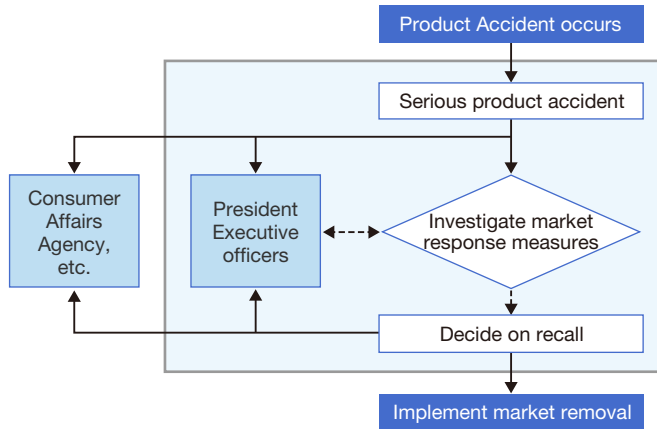 Product Accident occurs
Serious product accident
Consumer
Affairs
Agency,
etc.
President
Executive
officers
Investigate market
response measures
Decide on recall
Implement market removal